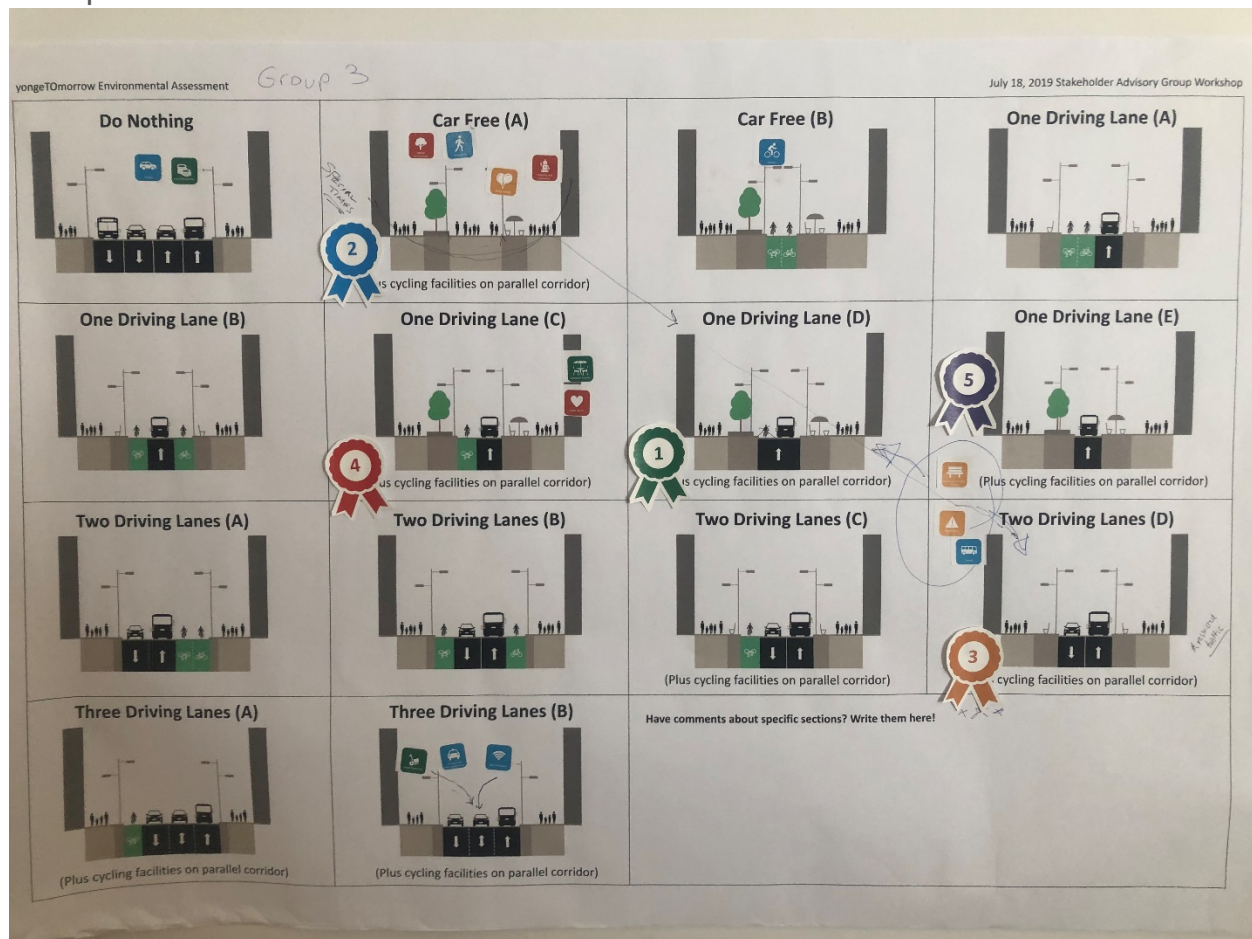 yongeTOmorrow Environmental Assessment
Group 3
July 18, 2019 Stakeholder Advisory Group Workshop
Do Nothing
Car Free (A)
SPECIAL
TIMES
2
us cycling facilities on parallel corridor)
Car Free (B)
One Driving Lane (A)
One Driving Lane (B)
One Driving Lane (C)
4
us cycling facilities on parallel corridor)
One Driving Lane (D)
1
us cycling facilities on parallel corridor)
One Driving Lane (E)
5
(Plus cycling facilities on parallel corridor)
Two Driving Lanes (A)
Two Driving Lanes (B)
Two Driving Lanes (C)
(Plus cycling facilities on parallel corridor)
Two Driving Lanes (D)
3
cycling facilities on parallel corridor)
Three Driving Lanes (A)
(Plus cycling facilities on parallel corridor)
Three Driving Lanes (B)
(Plus cycling facilities on parallel corridor)
Have comments about specific sections? Write them here!